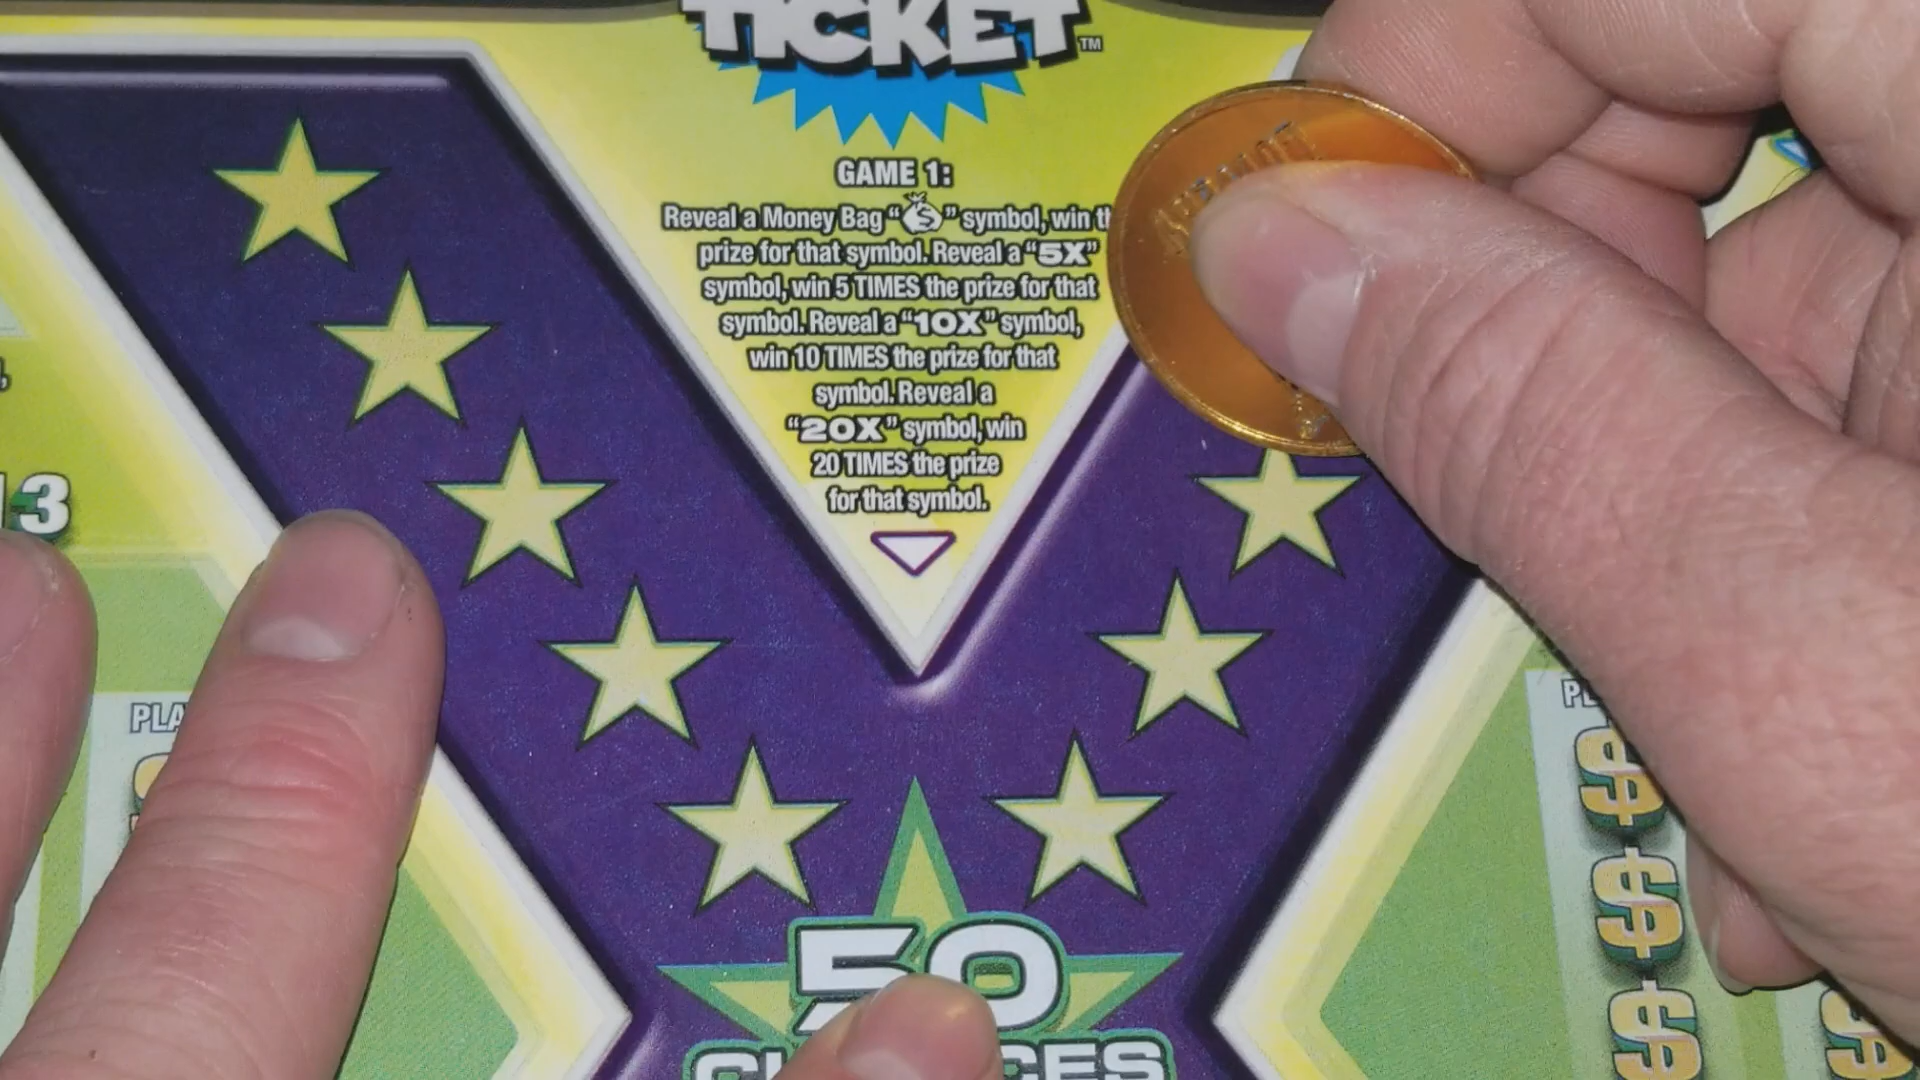 TICKET™
GAME 1:
Reveal a Money Bag “$” symbol, win
prize for that symbol. Reveal a “5X”
symbol, win 5 TIMES the prize for that
symbol. Reveal a “10X” symbol,
win 10 TIMES the prize for that
symbol. Reveal a
“20X” symbol, win
20 TIMES the prize
for that symbol.
13
50
$
$
$